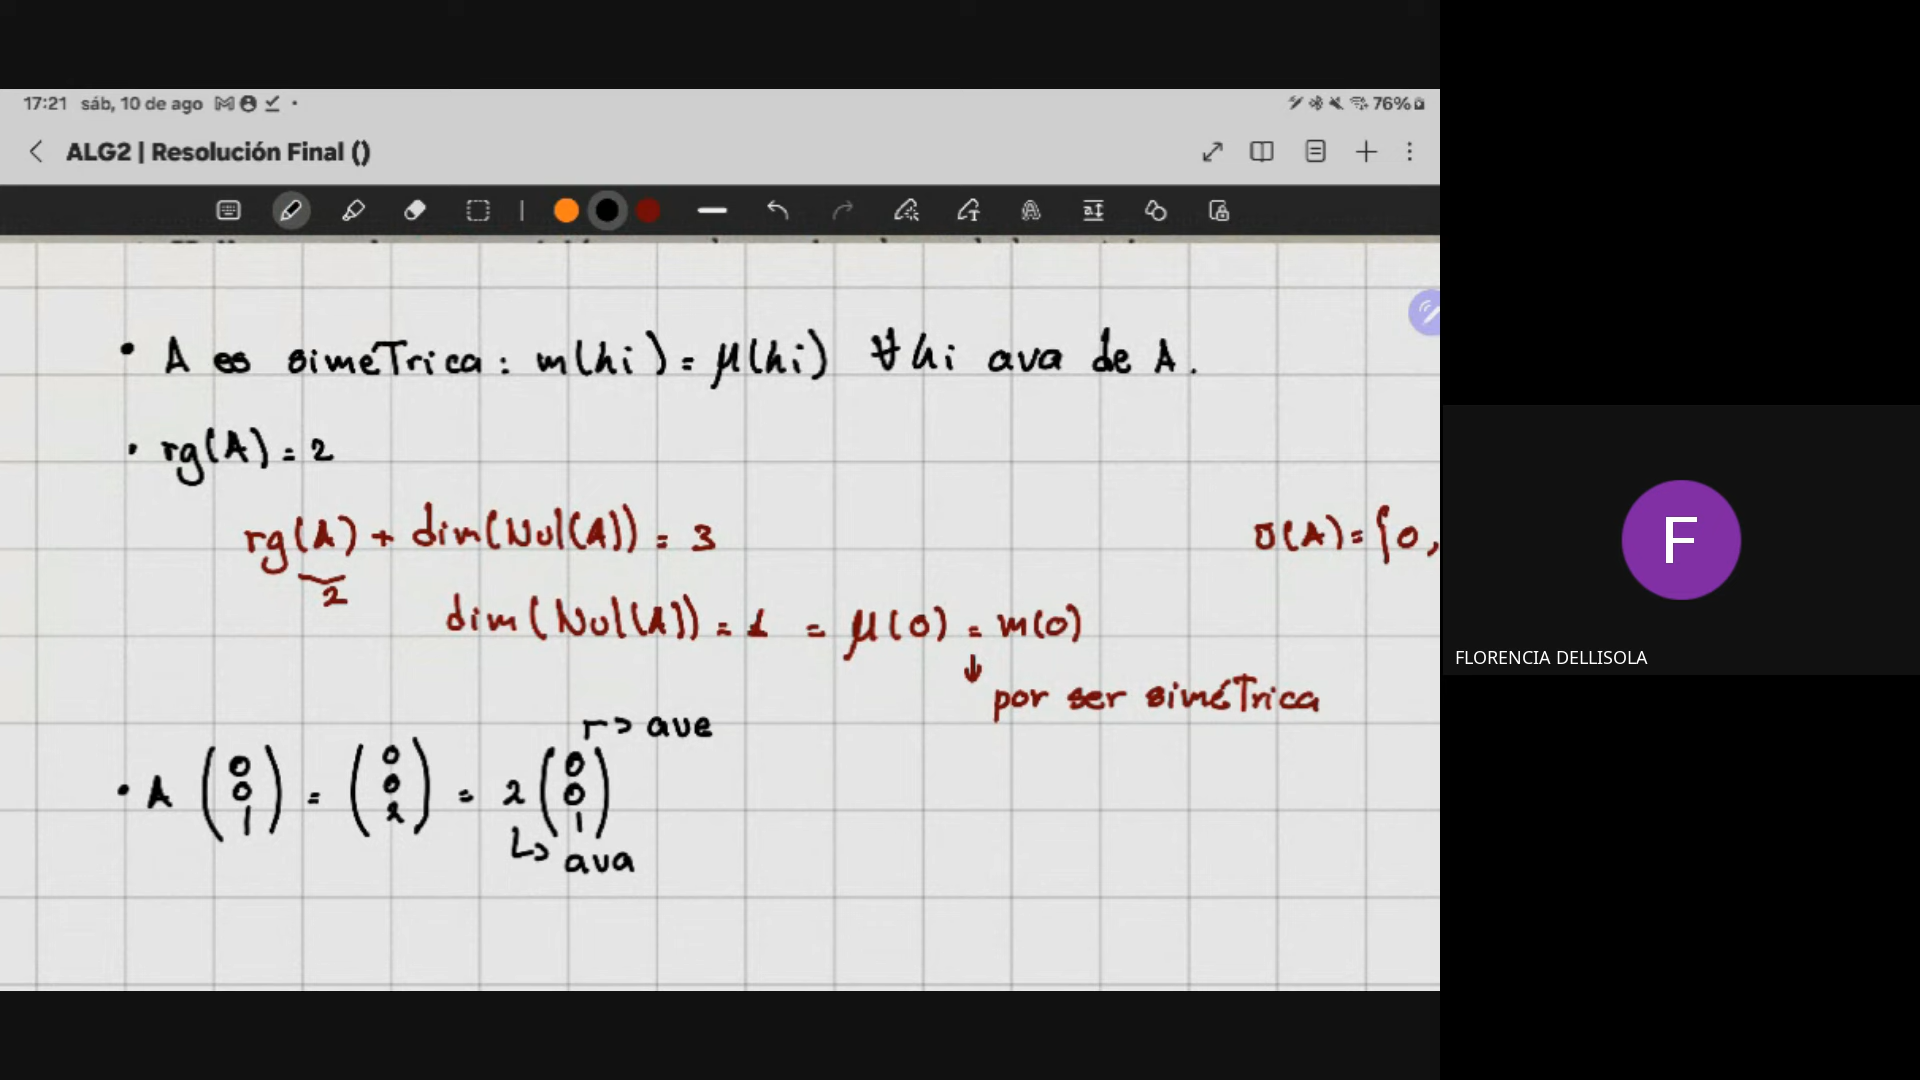 17:21 sáb, 10 de ago
76%
ALG2 | Resolución Final ()
• A es simétrica: m(λi) = μ(λi) ∀ λi ava de A.
• rg(A) = 2
rg(A) + dim(Nul(A)) = 3
2
σ(A) = {0,
dim(Nul(A)) = 1 = μ(0) = m(0)
↓
por ser simétrica
↱ ave
• A (0 0 1) = (0 0 2) = 2 (0 0 1)
↳ ava
F
FLORENCIA DELLISOLA